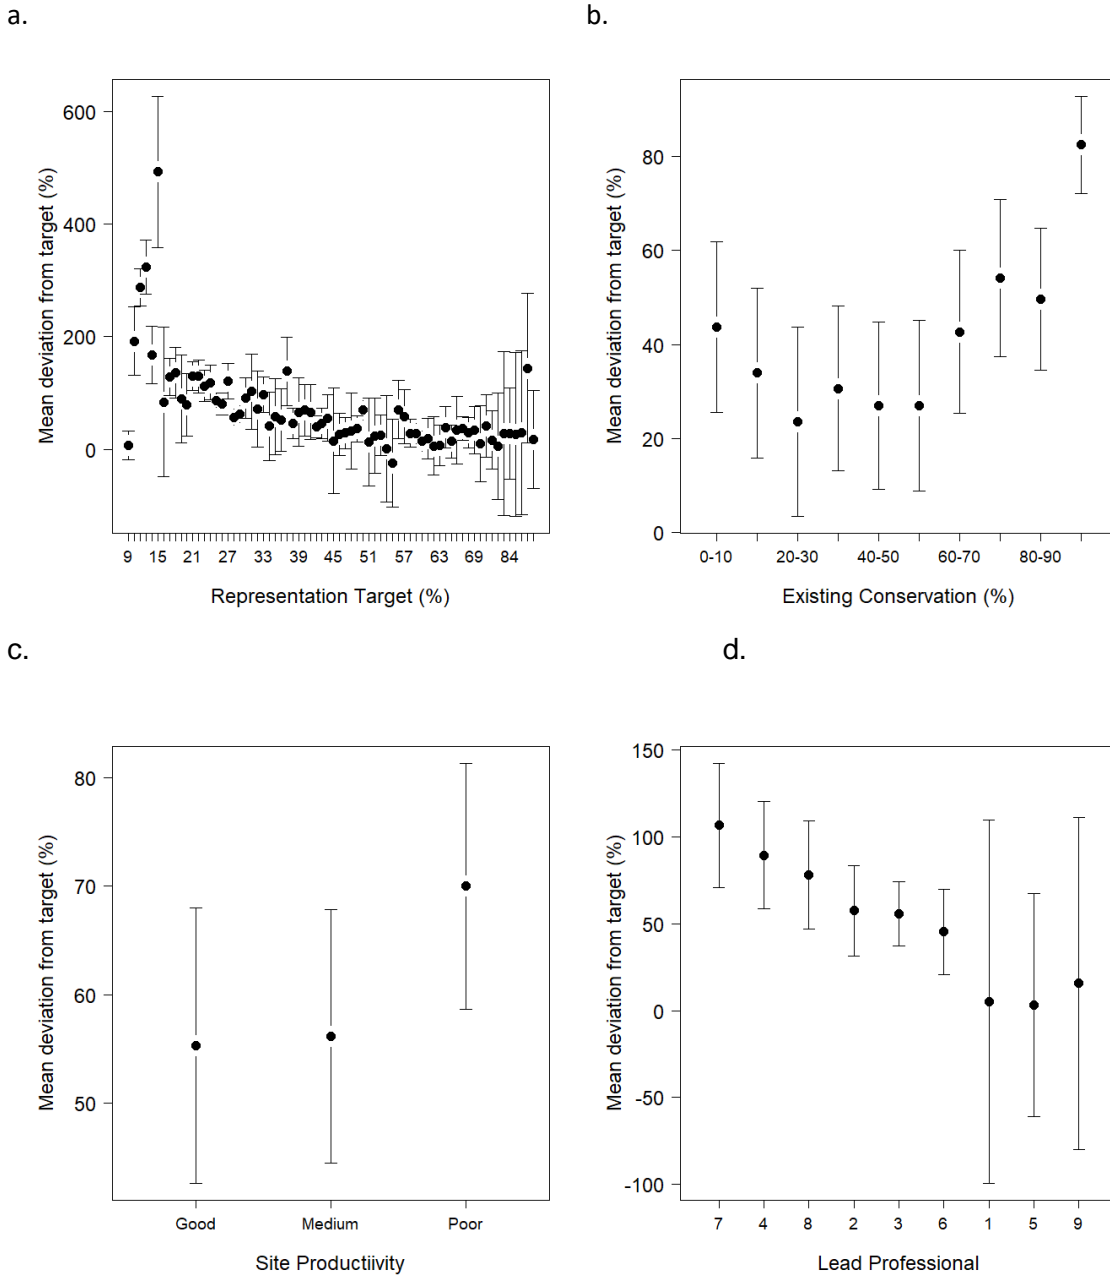 a.
b.
Mean deviation from target (%)
600
400
200
0
9 15 21 27 33 39 45 51 57 63 69 84
Representation Target (%)
Mean deviation from target (%)
80
60
40
20
0
0-10 20-30 40-50 60-70 80-90
Existing Conservation (%)
c.
d.
Mean deviation from target (%)
80
70
60
50
Good Medium Poor
Site Productiivity
Mean deviation from target (%)
150
100
50
0
-50
-100
7 4 8 2 3 6 1 5 9
Lead Professional